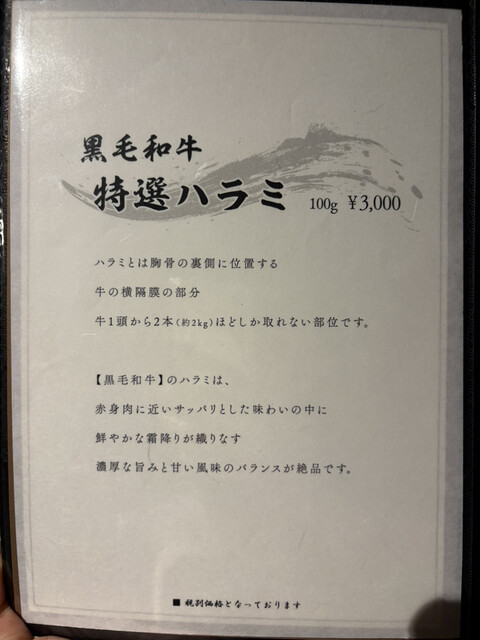 黒毛和牛
特選ハラミ 100g ¥3,000
ハラミとは胸骨の裏側に位置する
牛の横隔膜の部分
牛1頭から2本(約2kg)ほどしか取れない部位です。
【黒毛和牛】のハラミは、
赤身肉に近いサッパリとした味わいの中に
鮮やかな霜降りが織りなす
濃厚な旨みと甘い風味のバランスが絶品です。
■ 税別価格となっております